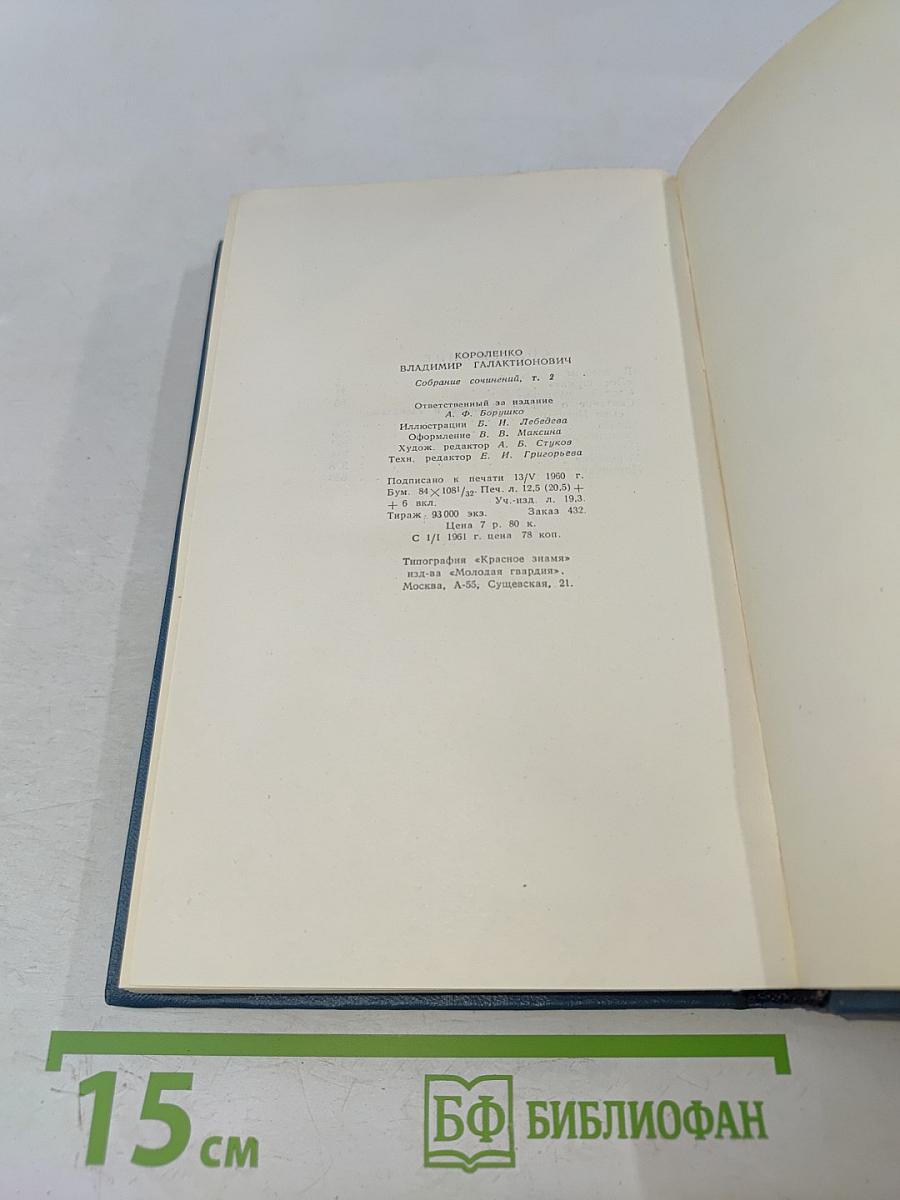 КОРОЛЕНКО
ВЛАДИМИР ГАЛАКТИОНОВИЧ
Собрание сочинений, т. 2
Ответственный за издание
А. Ф. Борушко
Иллюстрации Б. И. Лебедева
Оформление В. В. Максина
Худож. редактор А. Б. Стуков
Техн. редактор Е. И. Григорьева
Подписано к печати 13/V 1960 г.
Бум. 84×108¹/₃₂. Печ. л. 12,5 (20,5) +
+ 6 вкл. Уч.-изд. л. 19,3.
Тираж 93 000 экз. Заказ 432.
Цена 7 р. 80 к.
С 1/I 1961 г. цена 78 коп.
Типография «Красное знамя»
изд-ва «Молодая гвардия».
Москва, А-55, Сущевская, 21.
15 см
БФ БИБЛИОФАН